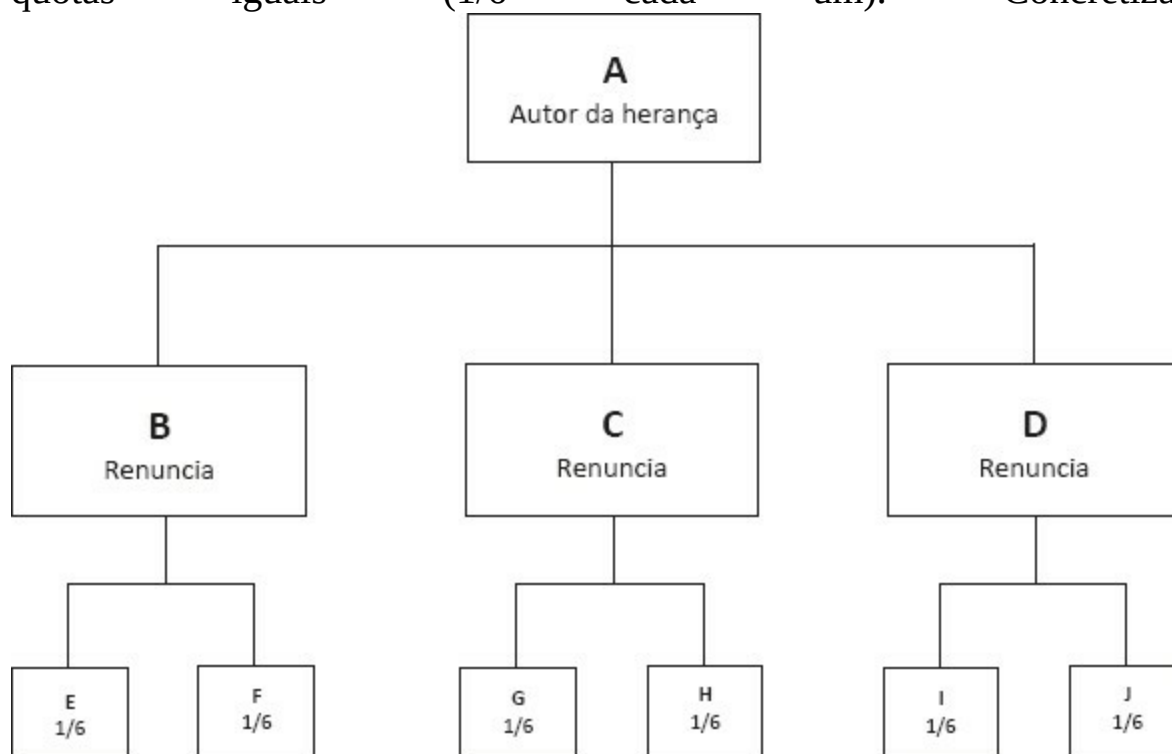 quotas iguais (1/6 cada um). Concretiza
A
Autor da herança
B
Renuncia
C
Renuncia
D
Renuncia
E
1/6
F
1/6
G
1/6
H
1/6
I
1/6
J
1/6